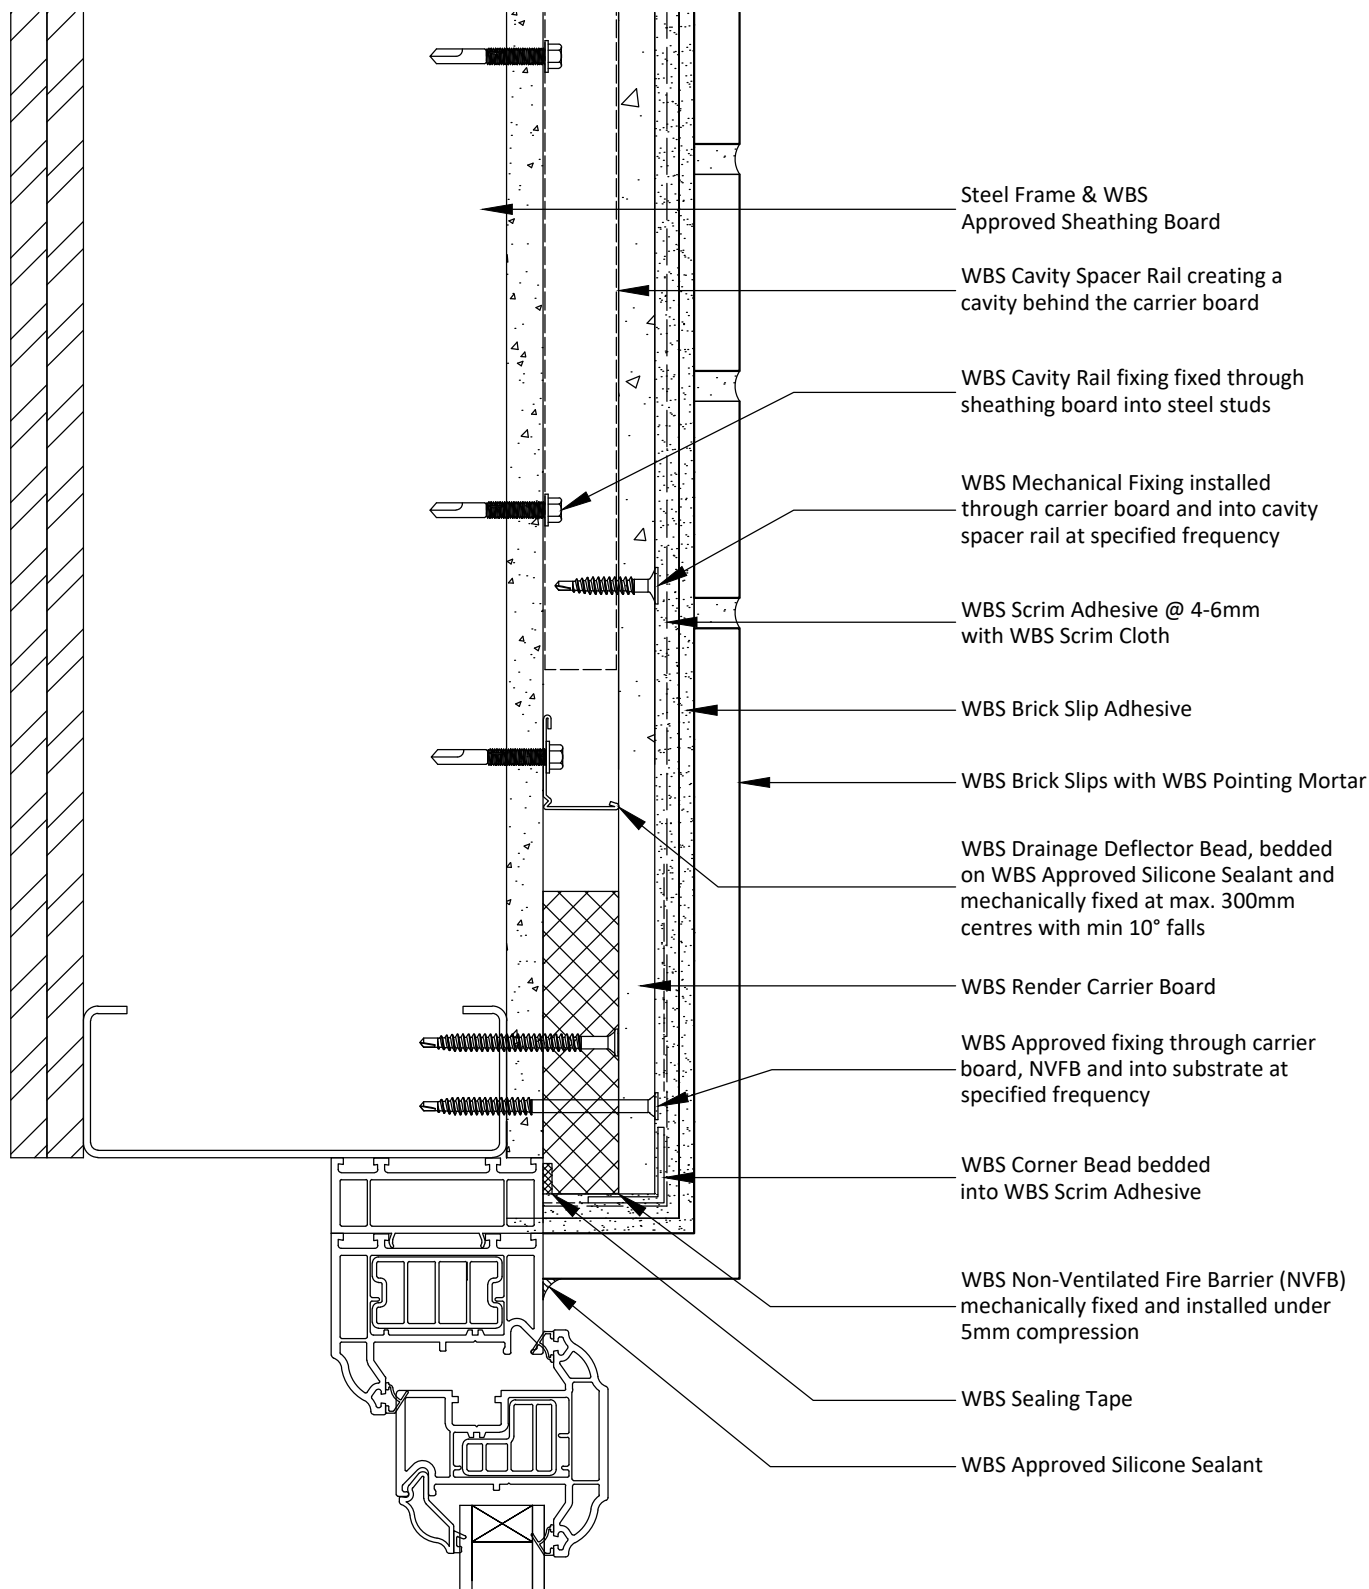 Steel Frame & WBS
Approved Sheathing Board
WBS Cavity Spacer Rail creating a
cavity behind the carrier board
WBS Cavity Rail fixing fixed through
sheathing board into steel studs
WBS Mechanical Fixing installed
through carrier board and into cavity
spacer rail at specified frequency
WBS Scrim Adhesive @ 4-6mm
with WBS Scrim Cloth
WBS Brick Slip Adhesive
WBS Brick Slips with WBS Pointing Mortar
WBS Drainage Deflector Bead, bedded
on WBS Approved Silicone Sealant and
mechanically fixed at max. 300mm
centres with min 10° falls
WBS Render Carrier Board
WBS Approved fixing through carrier
board, NVFB and into substrate at
specified frequency
WBS Corner Bead bedded
into WBS Scrim Adhesive
WBS Non-Ventilated Fire Barrier (NVFB)
mechanically fixed and installed under
5mm compression
WBS Sealing Tape
WBS Approved Silicone Sealant